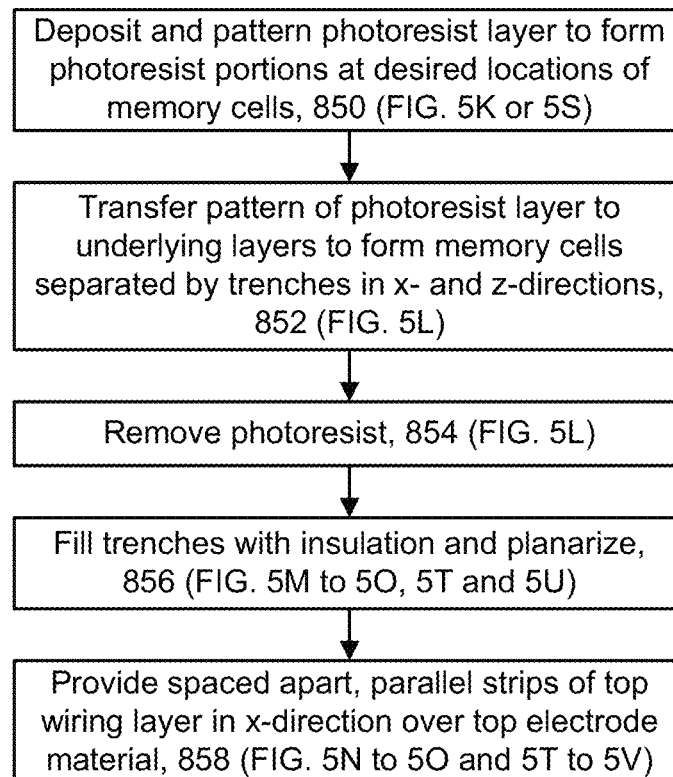 Deposit and pattern photoresist layer to form
photoresist portions at desired locations of
memory cells, 850 (FIG. 5K or 5S)
Transfer pattern of photoresist layer to
underlying layers to form memory cells
separated by trenches in x- and z-directions,
852 (FIG. 5L)
Remove photoresist, 854 (FIG. 5L)
Fill trenches with insulation and planarize,
856 (FIG. 5M to 5O, 5T and 5U)
Provide spaced apart, parallel strips of top
wiring layer in x-direction over top electrode
material, 858 (FIG. 5N to 5O and 5T to 5V)